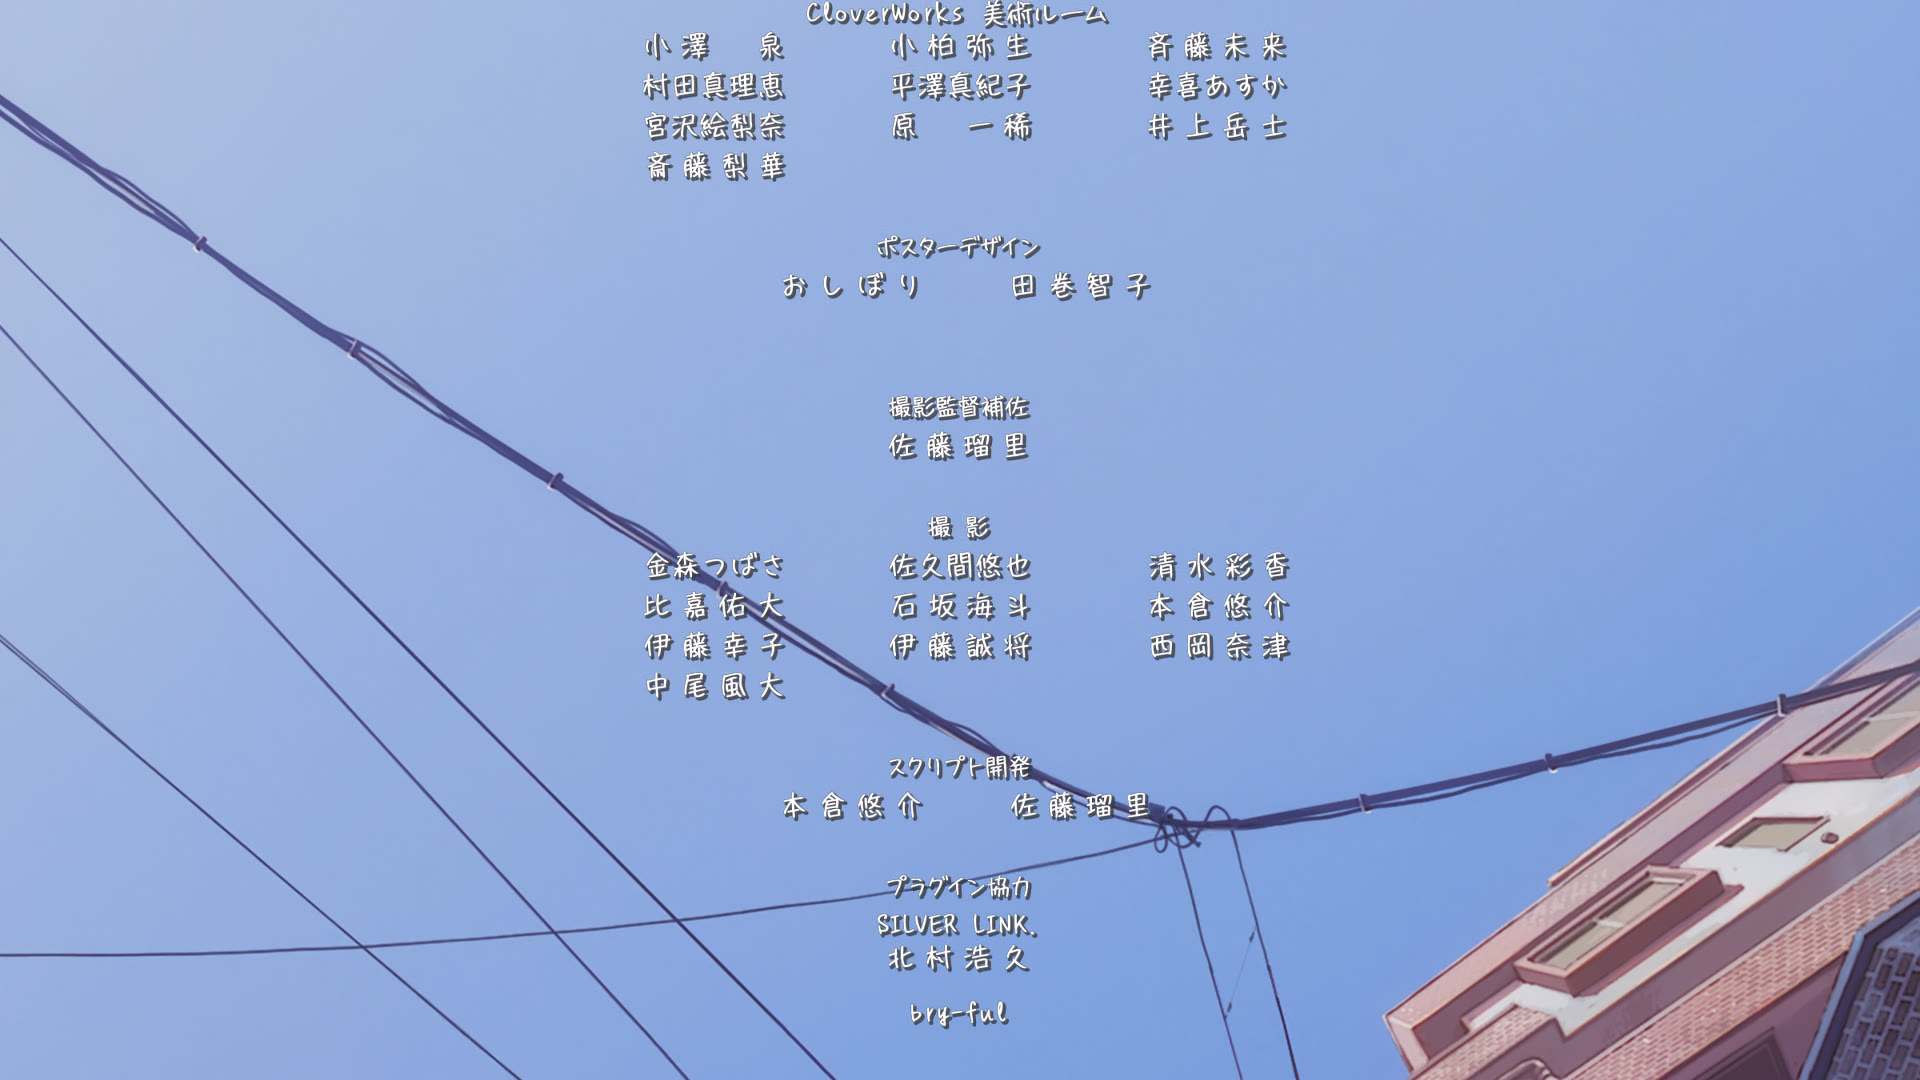 CloverWorks 美術ルーム
小澤 泉 小柏弥生 斉藤未来
村田真理恵 平澤真紀子 幸喜あすか
宮沢絵梨奈 原 一稀 井上岳士
斎藤梨華
ポスターデザイン
おしぼり 田巻智子
撮影監督補佐
佐藤瑠里
撮影
金森つばさ 佐久間悠也 清水彩香
比嘉佑大 石坂海斗 本倉悠介
伊藤幸子 伊藤誠将 西岡奈津
中尾風大
スクリプト開発
本倉悠介 佐藤瑠里
プラグイン協力
SILVER LINK.
北村浩久
bry-ful